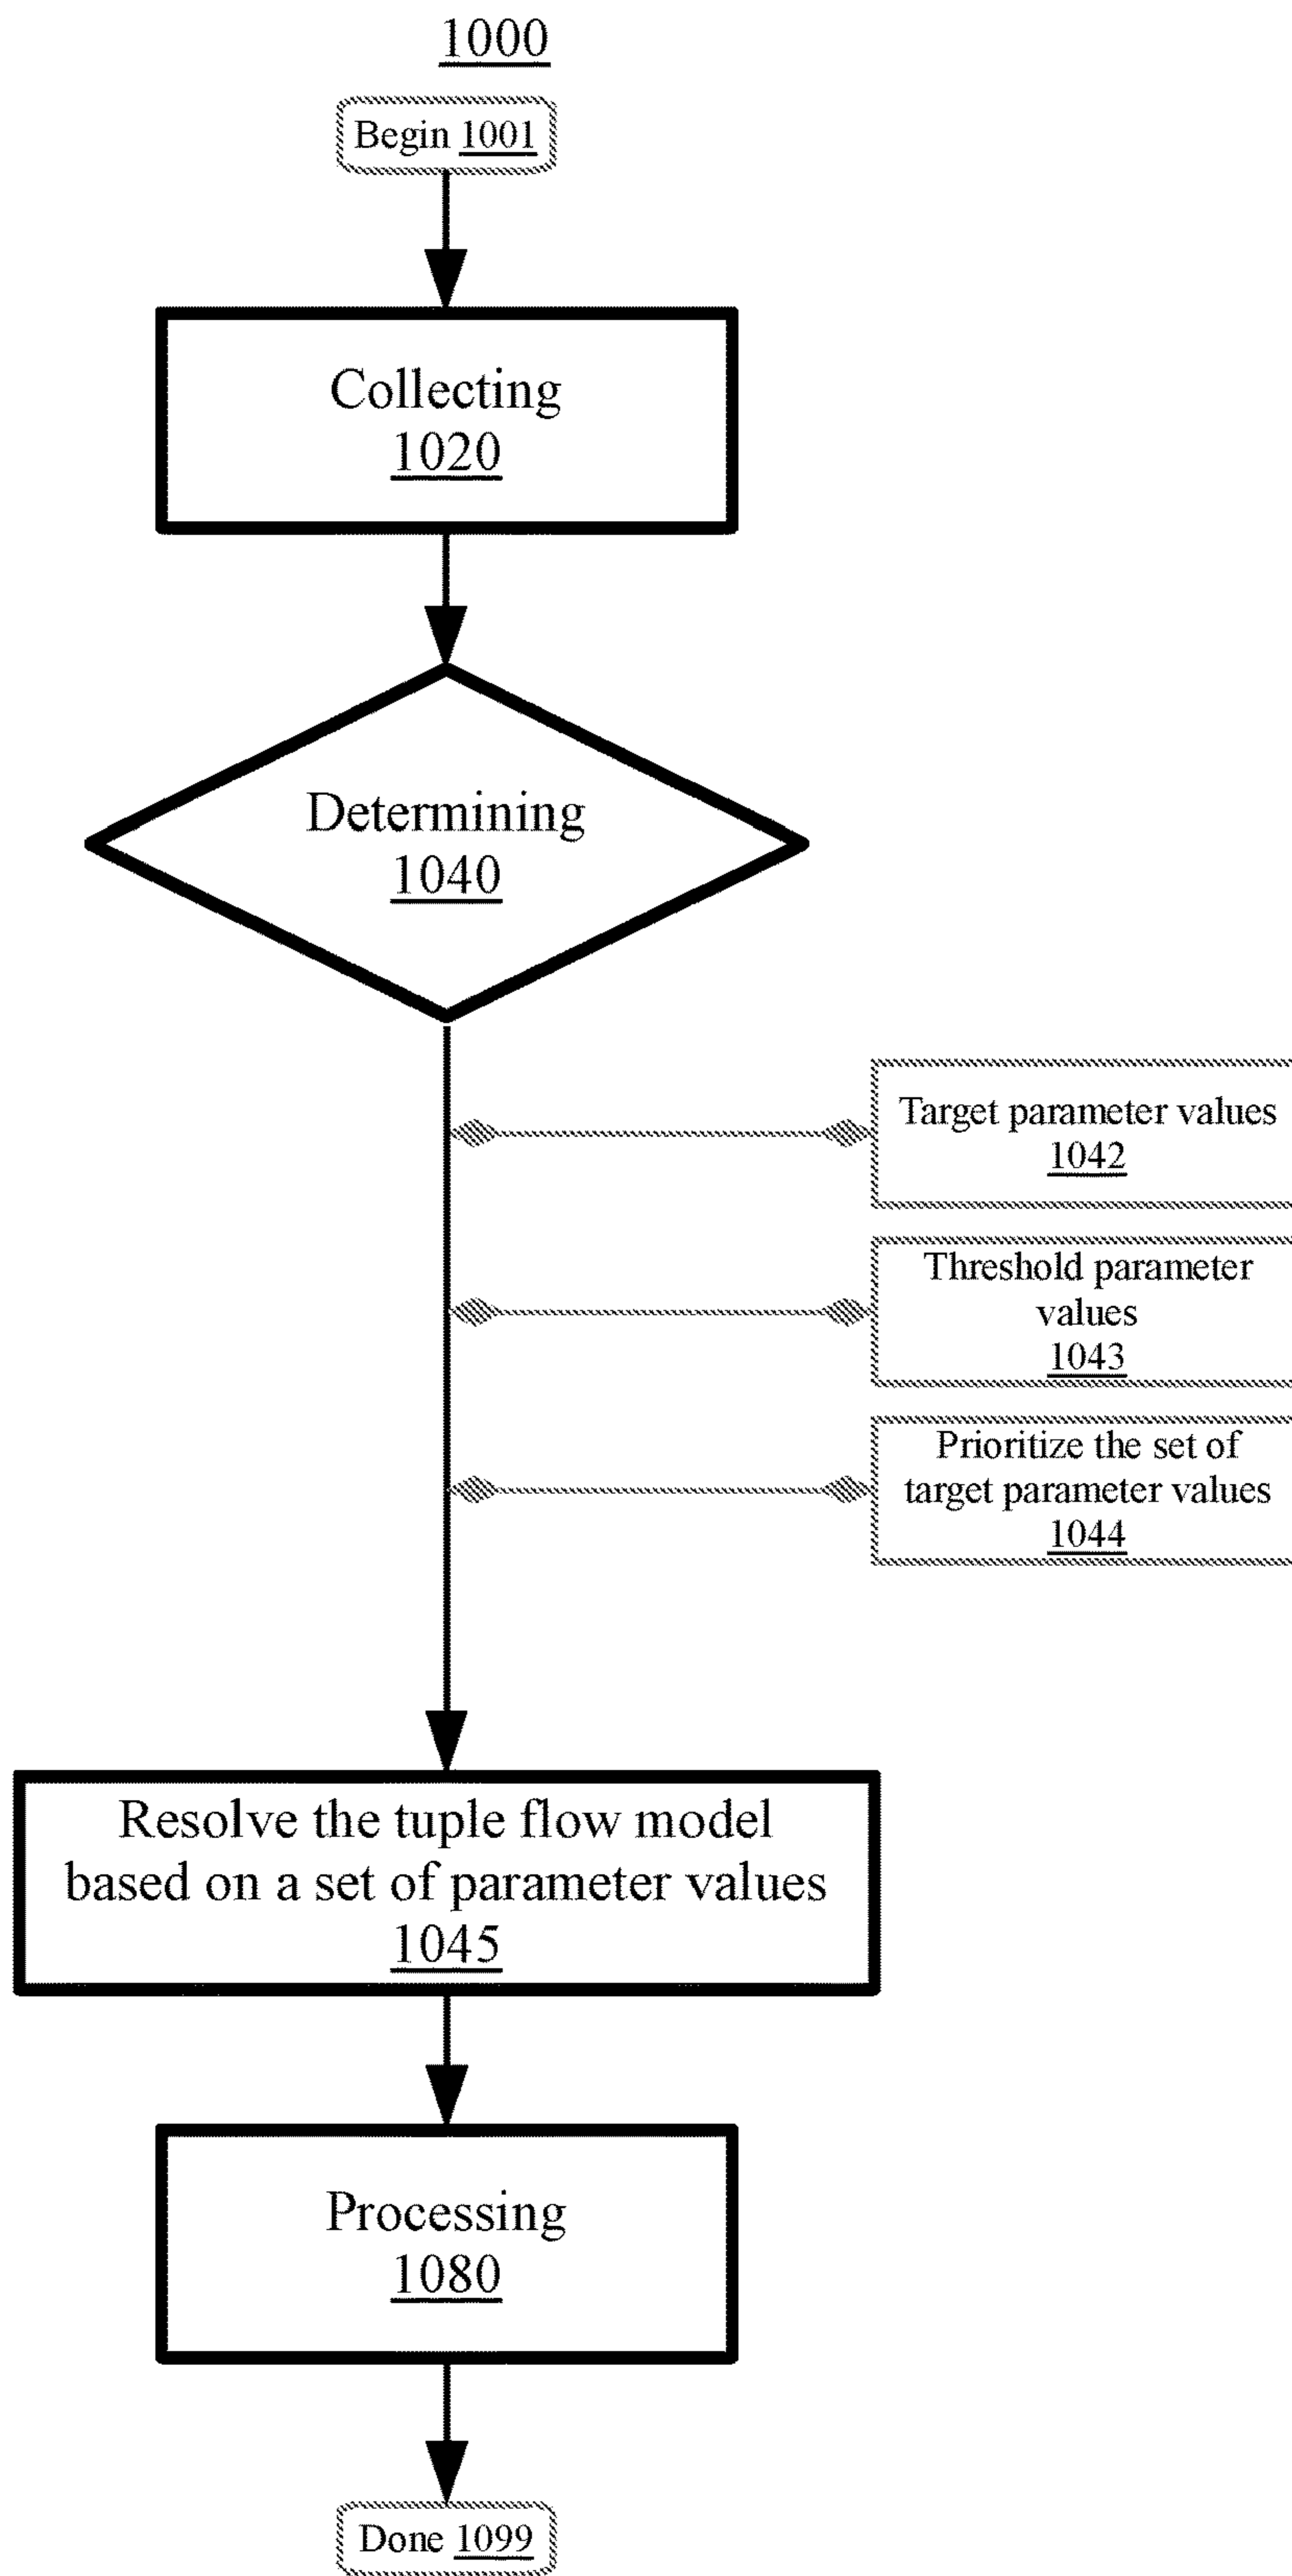 1000
Begin 1001
Collecting
1020
Determining
1040
Target parameter values
1042
Threshold parameter
values
1043
Prioritize the set of
target parameter values
1044
Resolve the tuple flow model
based on a set of parameter values
1045
Processing
1080
Done 1099